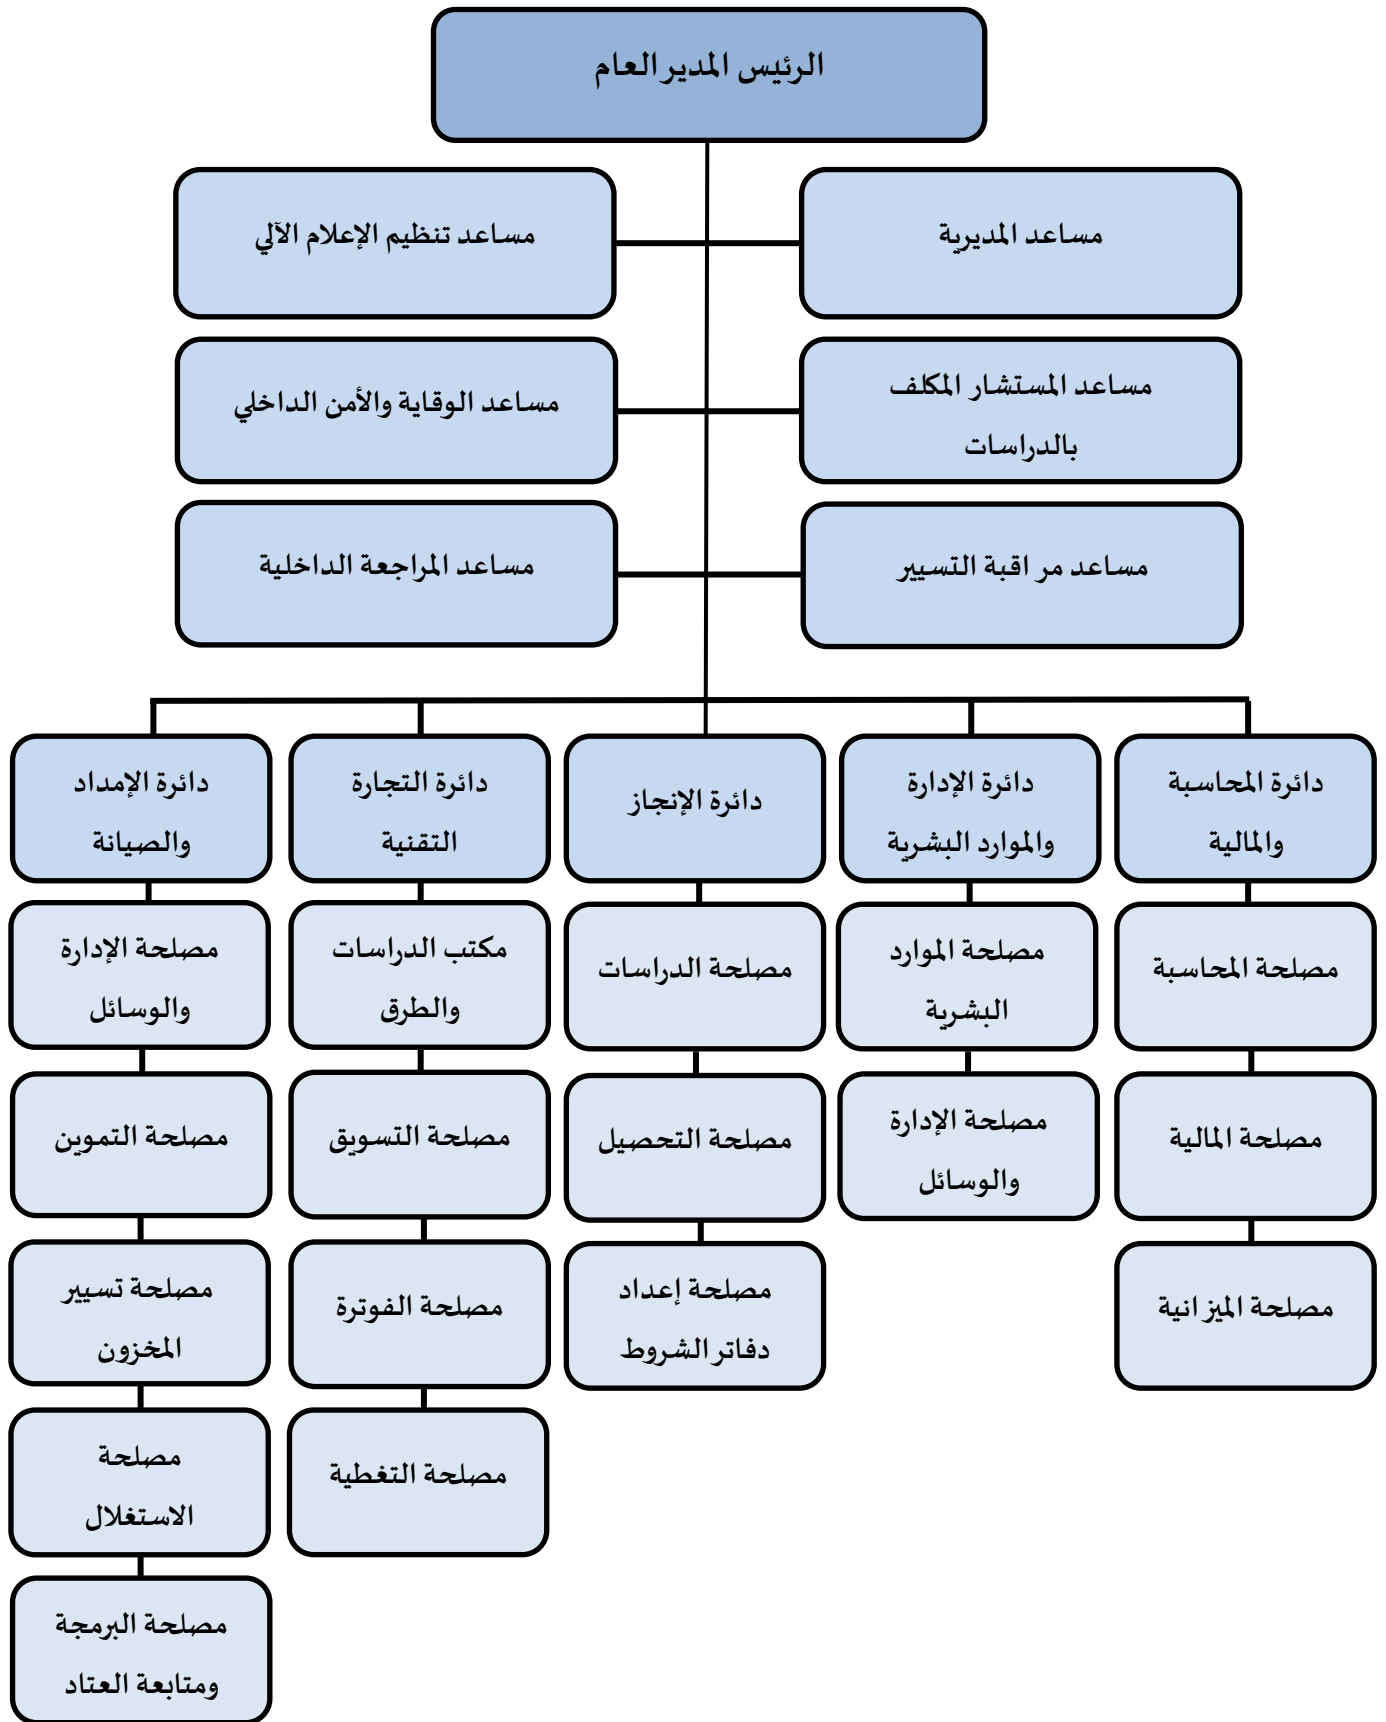 الرئيس المدير العام
مساعد المديرية
مساعد تنظيم الإعلام الآلي
مساعد المستشار المكلف
بالدراسات
مساعد الوقاية والأمن الداخلي
مساعد مراقبة التسيير
مساعد المراجعة الداخلية
دائرة المحاسبة
والمالية
دائرة الإدارة
والموارد البشرية
دائرة الإنجاز
دائرة التجارة
التقنية
دائرة الإمداد
والصيانة
مصلحة المحاسبة
مصلحة الموارد
البشرية
مصلحة الدراسات
مكتب الدراسات
والطرق
مصلحة الإدارة
والوسائل
مصلحة المالية
مصلحة الإدارة
والوسائل
مصلحة التحصيل
مصلحة التسويق
مصلحة التموين
مصلحة الميزانية
مصلحة إعداد
دفاتر الشروط
مصلحة الفوترة
مصلحة تسيير
المخزون
مصلحة التغطية
مصلحة
الاستغلال
مصلحة البرمجة
ومتابعة العتاد